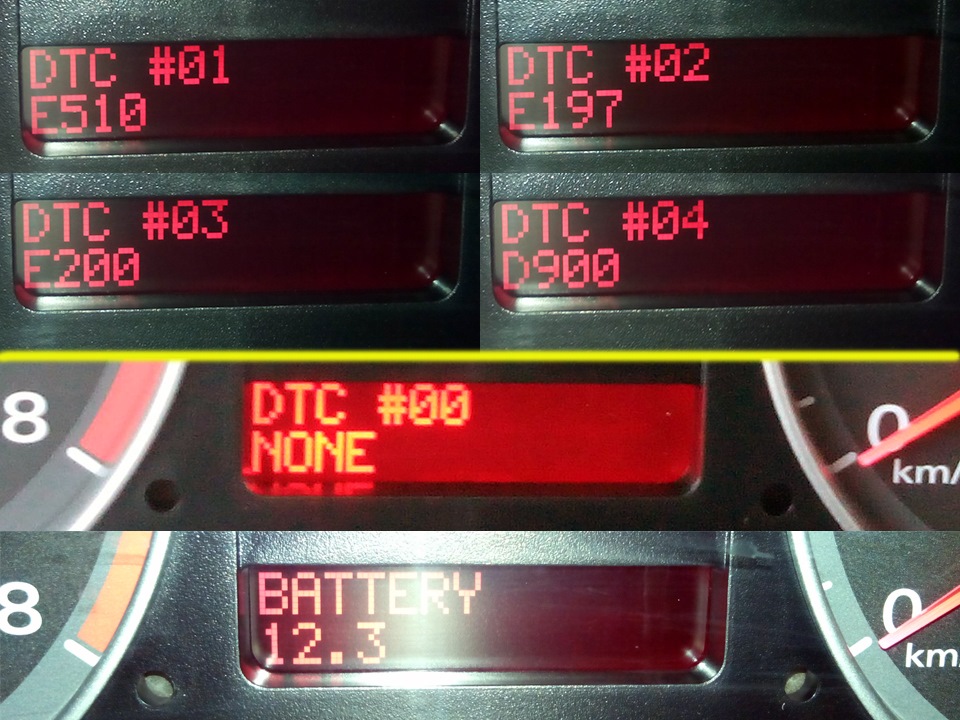 DTC #01
E510
DTC #02
E197
DTC #03
E200
DTC #04
D900
8
DTC #00
NONE
0
km/
8
BATTERY
12.3
0
km/